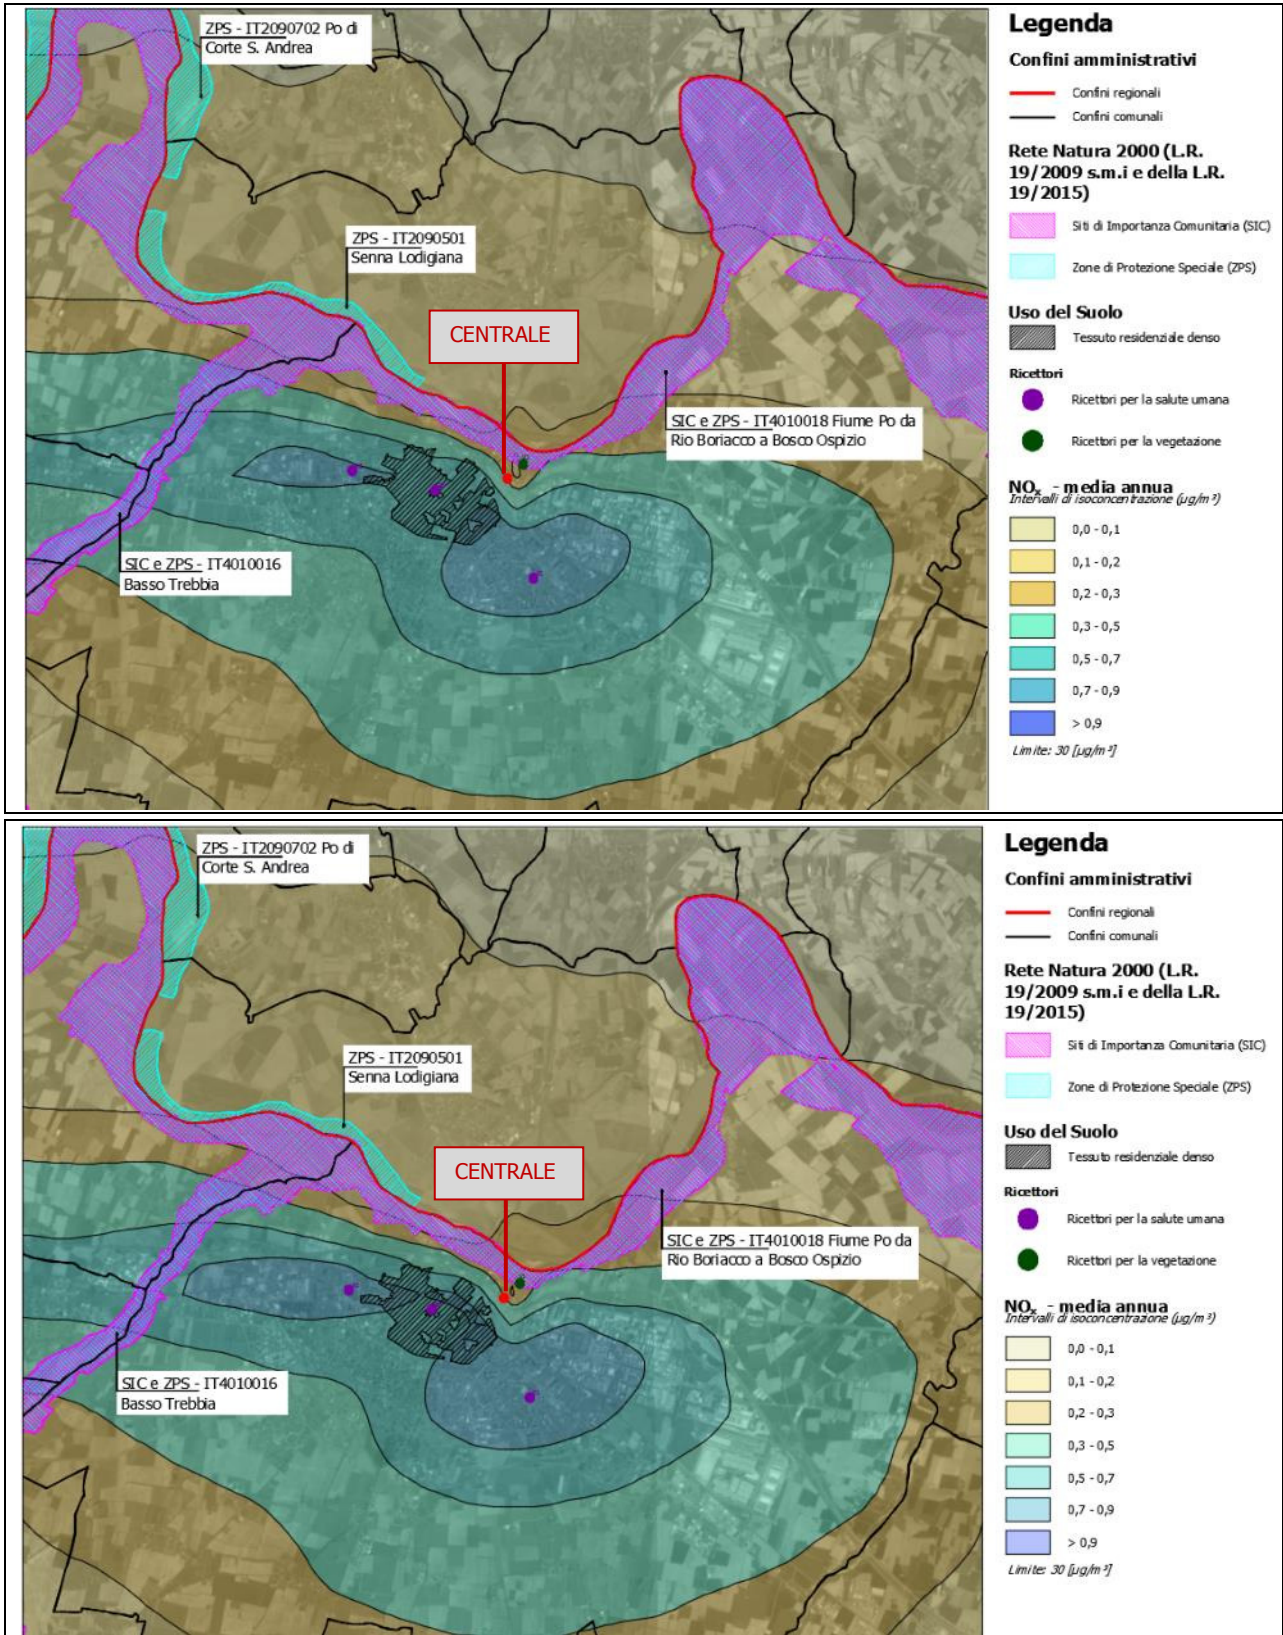 ZPS - IT2090702 Po di
Corte S. Andrea
ZPS - IT2090501
Senna Lodigiana
CENTRALE
SIC e ZPS - IT4010018 Fiume Po da
Rio Boriacco a Bosco Ospizio
SIC e ZPS - IT4010016
Basso Trebbia
Legenda
Confini amministrativi
Confini regionali
Confini comunali
Rete Natura 2000 (L.R.
19/2009 s.m.i e della L.R.
19/2015)
Siti di Importanza Comunitaria (SIC)
Zone di Protezione Speciale (ZPS)
Uso del Suolo
Tessuto residenziale denso
Ricettori
Ricettori per la salute umana
Ricettori per la vegetazione
NOx - media annua
Intervalli di isoconcentrazione (µg/m³)
0,0 - 0,1
0,1 - 0,2
0,2 - 0,3
0,3 - 0,5
0,5 - 0,7
0,7 - 0,9
> 0,9
Limite: 30 [µg/m³]
ZPS - IT2090702 Po di
Corte S. Andrea
ZPS - IT2090501
Senna Lodigiana
CENTRALE
SIC e ZPS - IT4010018 Fiume Po da
Rio Boriacco a Bosco Ospizio
SIC e ZPS - IT4010016
Basso Trebbia
Legenda
Confini amministrativi
Confini regionali
Confini comunali
Rete Natura 2000 (L.R.
19/2009 s.m.i e della L.R.
19/2015)
Siti di Importanza Comunitaria (SIC)
Zone di Protezione Speciale (ZPS)
Uso del Suolo
Tessuto residenziale denso
Ricettori
Ricettori per la salute umana
Ricettori per la vegetazione
NOx - media annua
Intervalli di isoconcentrazione (µg/m³)
0,0 - 0,1
0,1 - 0,2
0,2 - 0,3
0,3 - 0,5
0,5 - 0,7
0,7 - 0,9
> 0,9
Limite: 30 [µg/m³]